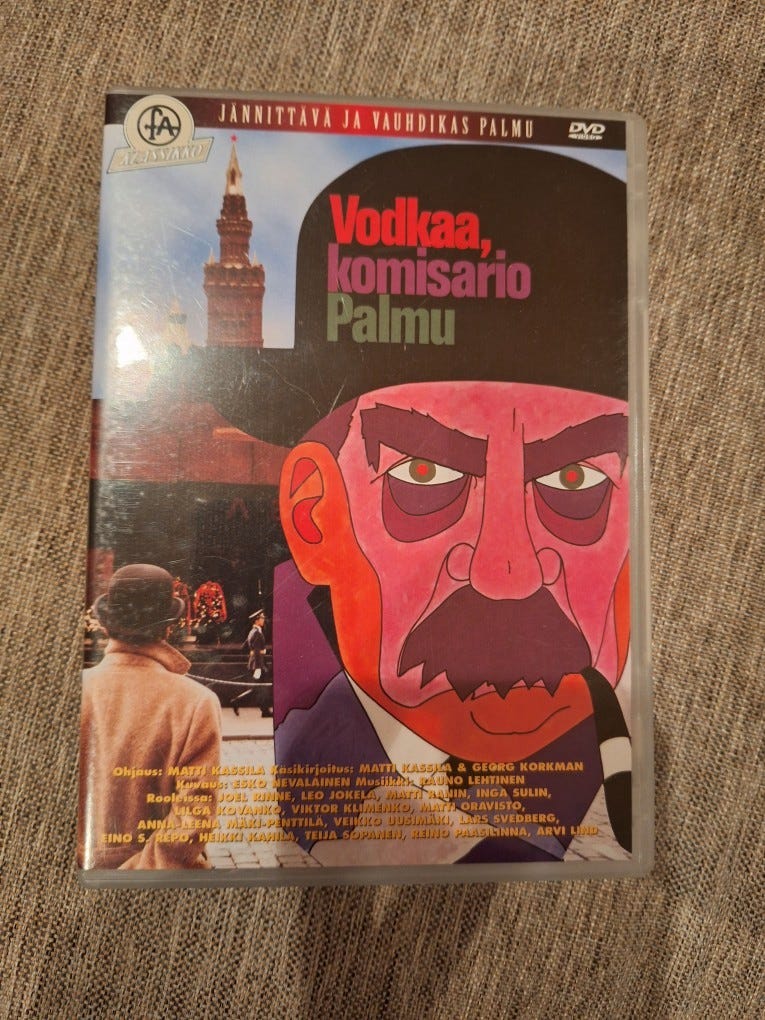 fA
KLASSIKKO
JÄNNITTÄVÄ JA VAUHDIKAS PALMU
DVD
VIDEO
Vodkaa,
komisario
Palmu
Ohjaus: MATTI KASSILA Käsikirjoitus: MATTI KASSILA & GEORG KORKMAN
Kuvaus: ESKO NEVALAINEN Musiikki: RAUNO LEHTINEN
Rooleissa: JOEL RINNE, LEO JOKELA, MATTI RANIN, INGA SULIN,
LILGA KOVANKO, VIKTOR KLIMENKO, MATTI ORAVISTO,
ANNA-LEENA MÄKI-PENTTILÄ, VEIKKO UUSIMÄKI, LARS SVEDBERG,
EINO S. REPO, HEIKKI KAHILA, TEIJA SOPANEN, REINO PAASILINNA, ARVI LIND